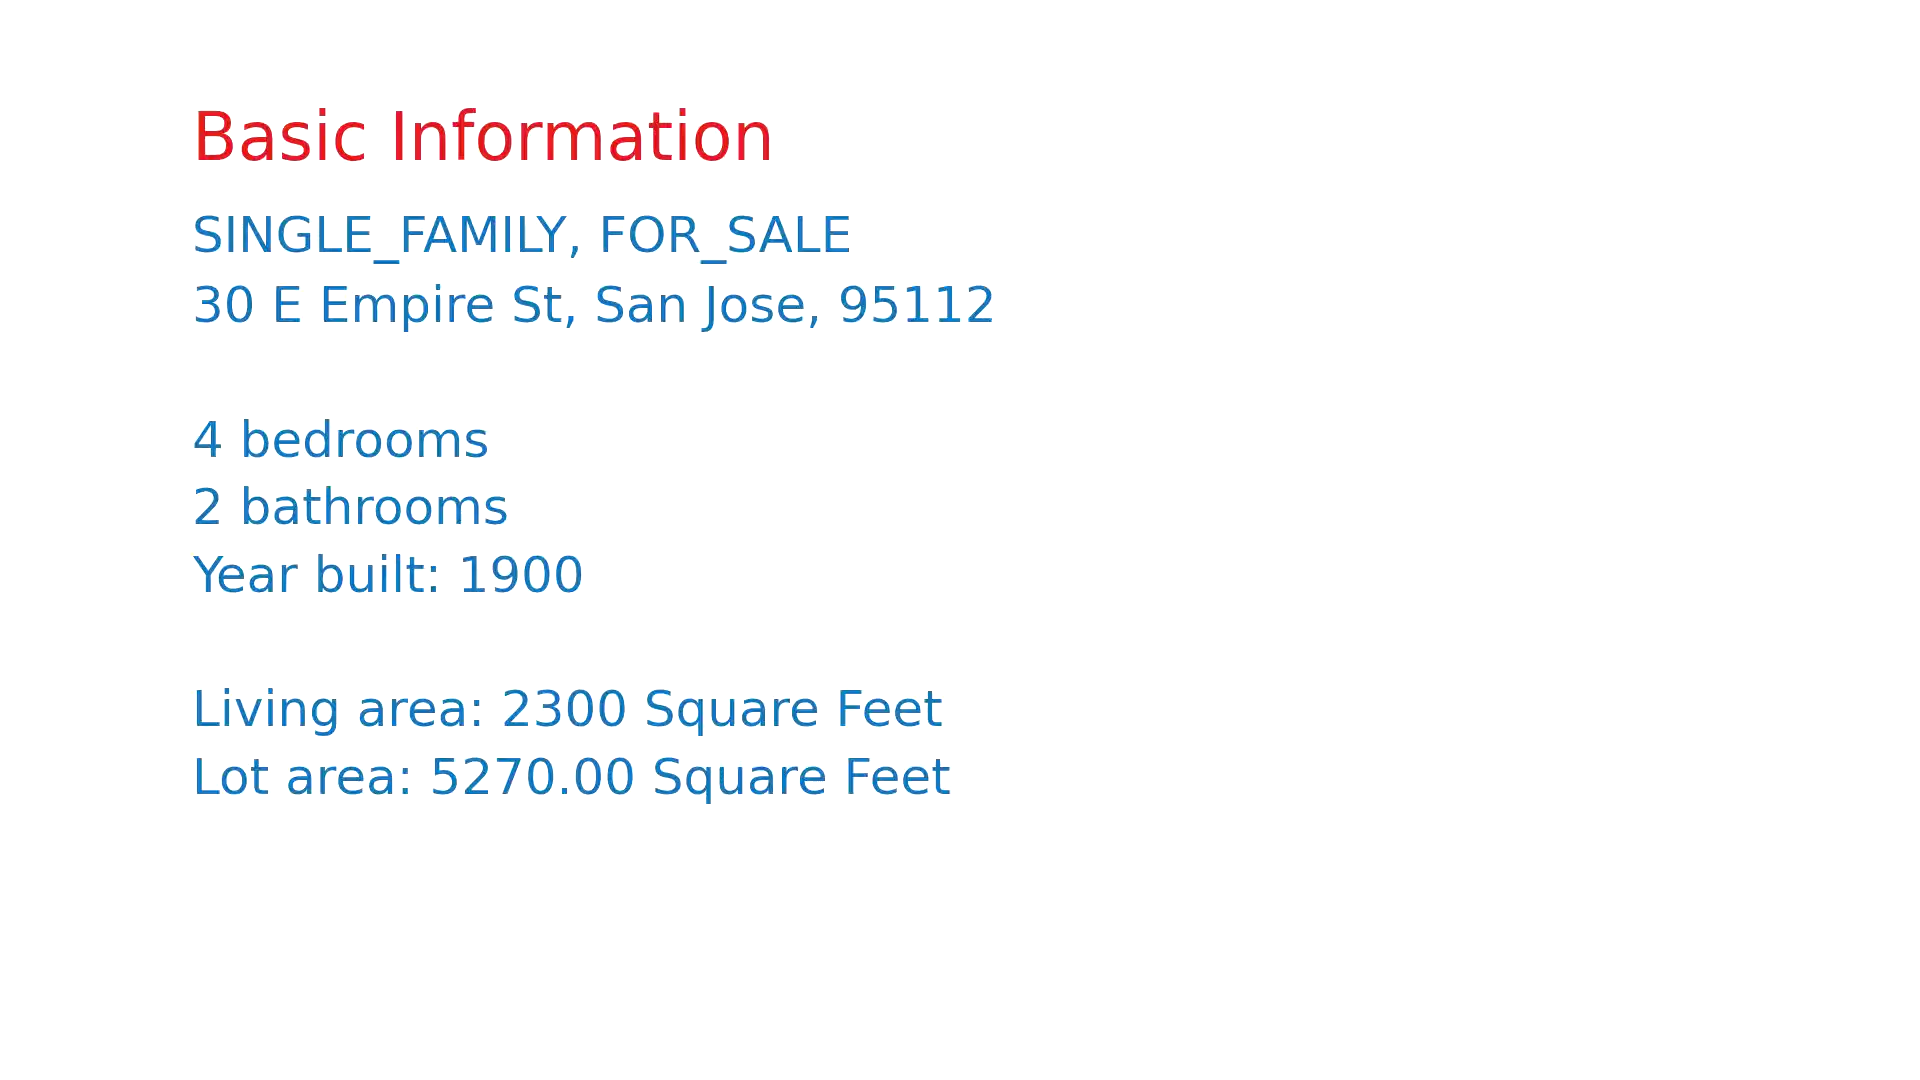 Basic Information
SINGLE_FAMILY, FOR_SALE
30 E Empire St, San Jose, 95112
4 bedrooms
2 bathrooms
Year built: 1900
Living area: 2300 Square Feet
Lot area: 5270.00 Square Feet